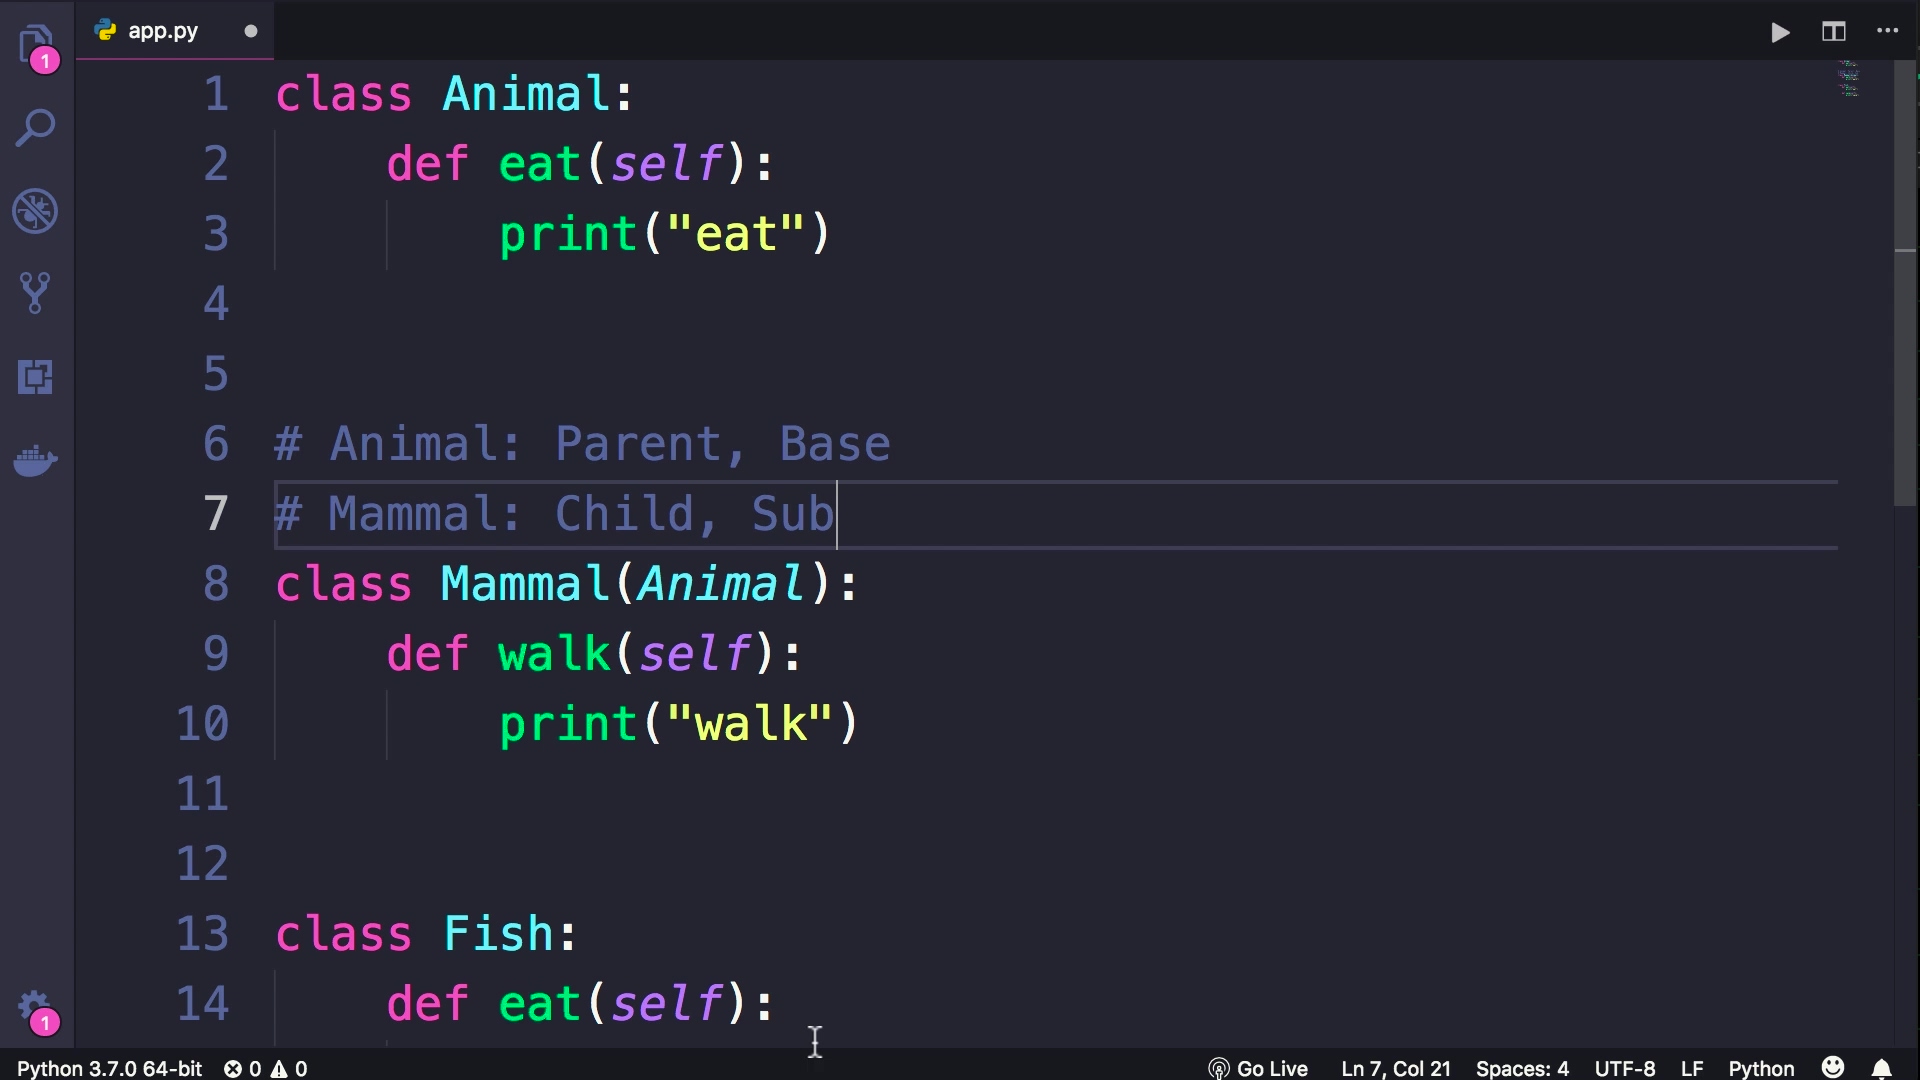 app.py
1
1 class Animal:
2 def eat(self):
3 print("eat")
4
5
6 # Animal: Parent, Base
7 # Mammal: Child, Sub
8 class Mammal(Animal):
9 def walk(self):
10 print("walk")
11
12
13 class Fish:
14 def eat(self):
1
Python 3.7.0 64-bit 0 0 Go Live Ln 7, Col 21 Spaces: 4 UTF-8 LF Python